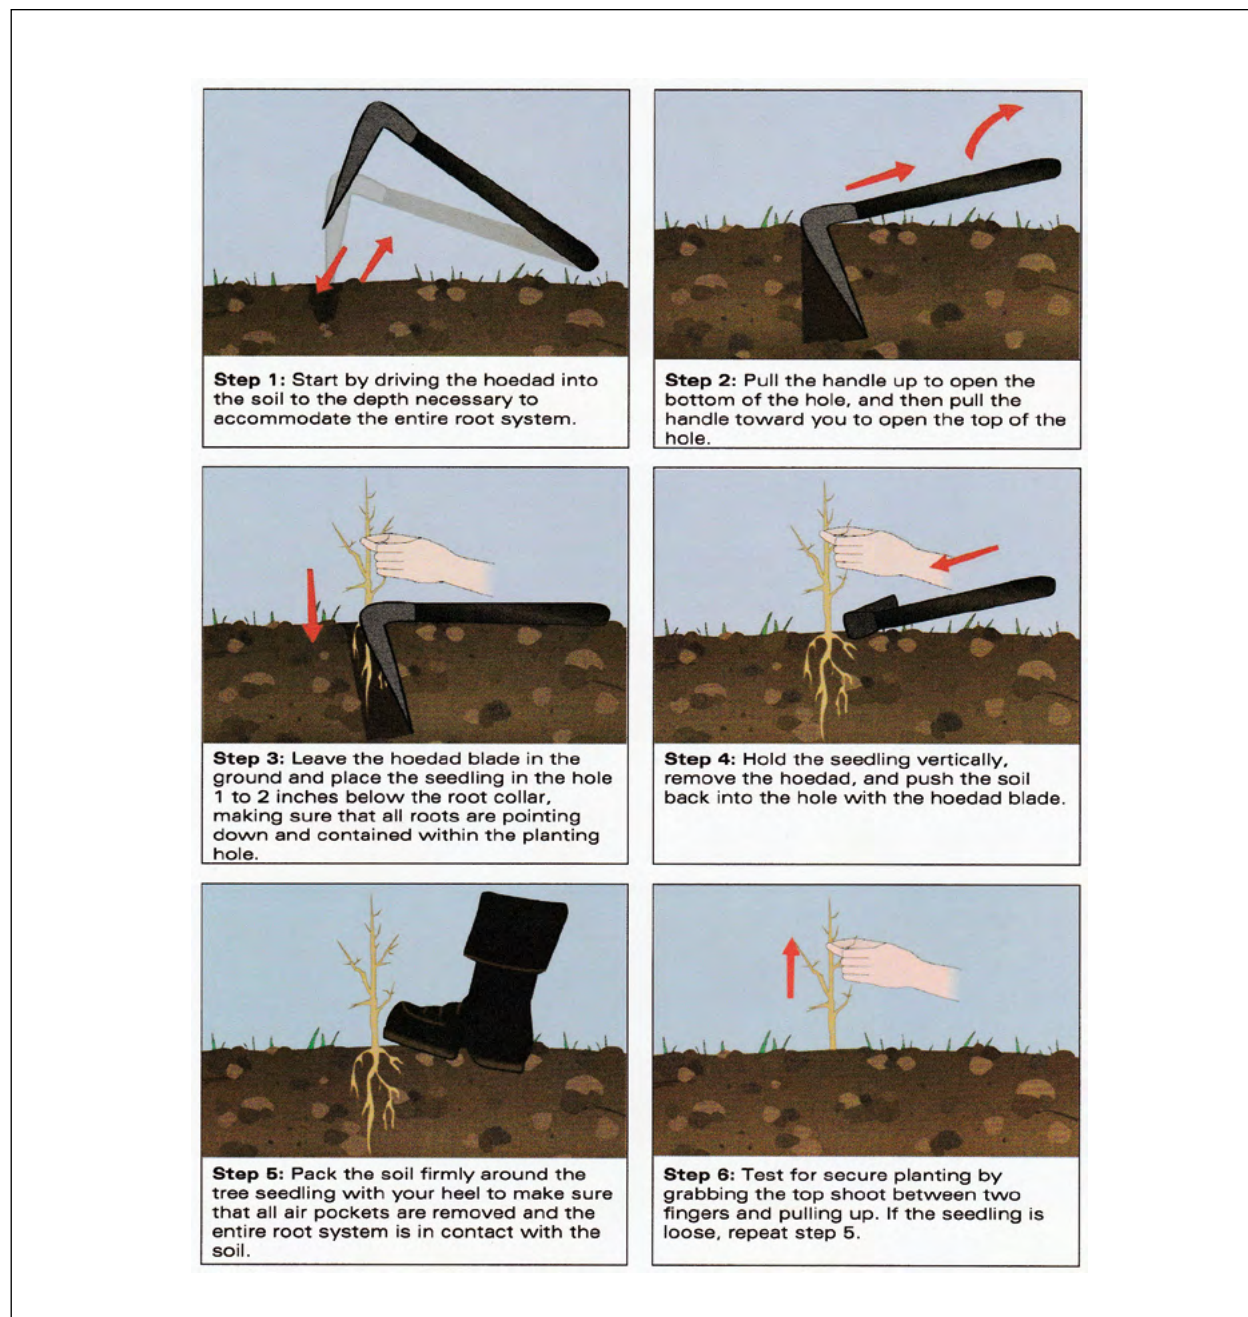 Step 1: Start by driving the hoedad into
the soil to the depth necessary to
accommodate the entire root system.
Step 2: Pull the handle up to open the
bottom of the hole, and then pull the
handle toward you to open the top of the
hole.
Step 3: Leave the hoedad blade in the
ground and place the seedling in the hole
1 to 2 inches below the root collar,
making sure that all roots are pointing
down and contained within the planting
hole.
Step 4: Hold the seedling vertically,
remove the hoedad, and push the soil
back into the hole with the hoedad blade.
Step 5: Pack the soil firmly around the
tree seedling with your heel to make sure
that all air pockets are removed and the
entire root system is in contact with the
soil.
Step 6: Test for secure planting by
grabbing the top shoot between two
fingers and pulling up. If the seedling is
loose, repeat step 5.